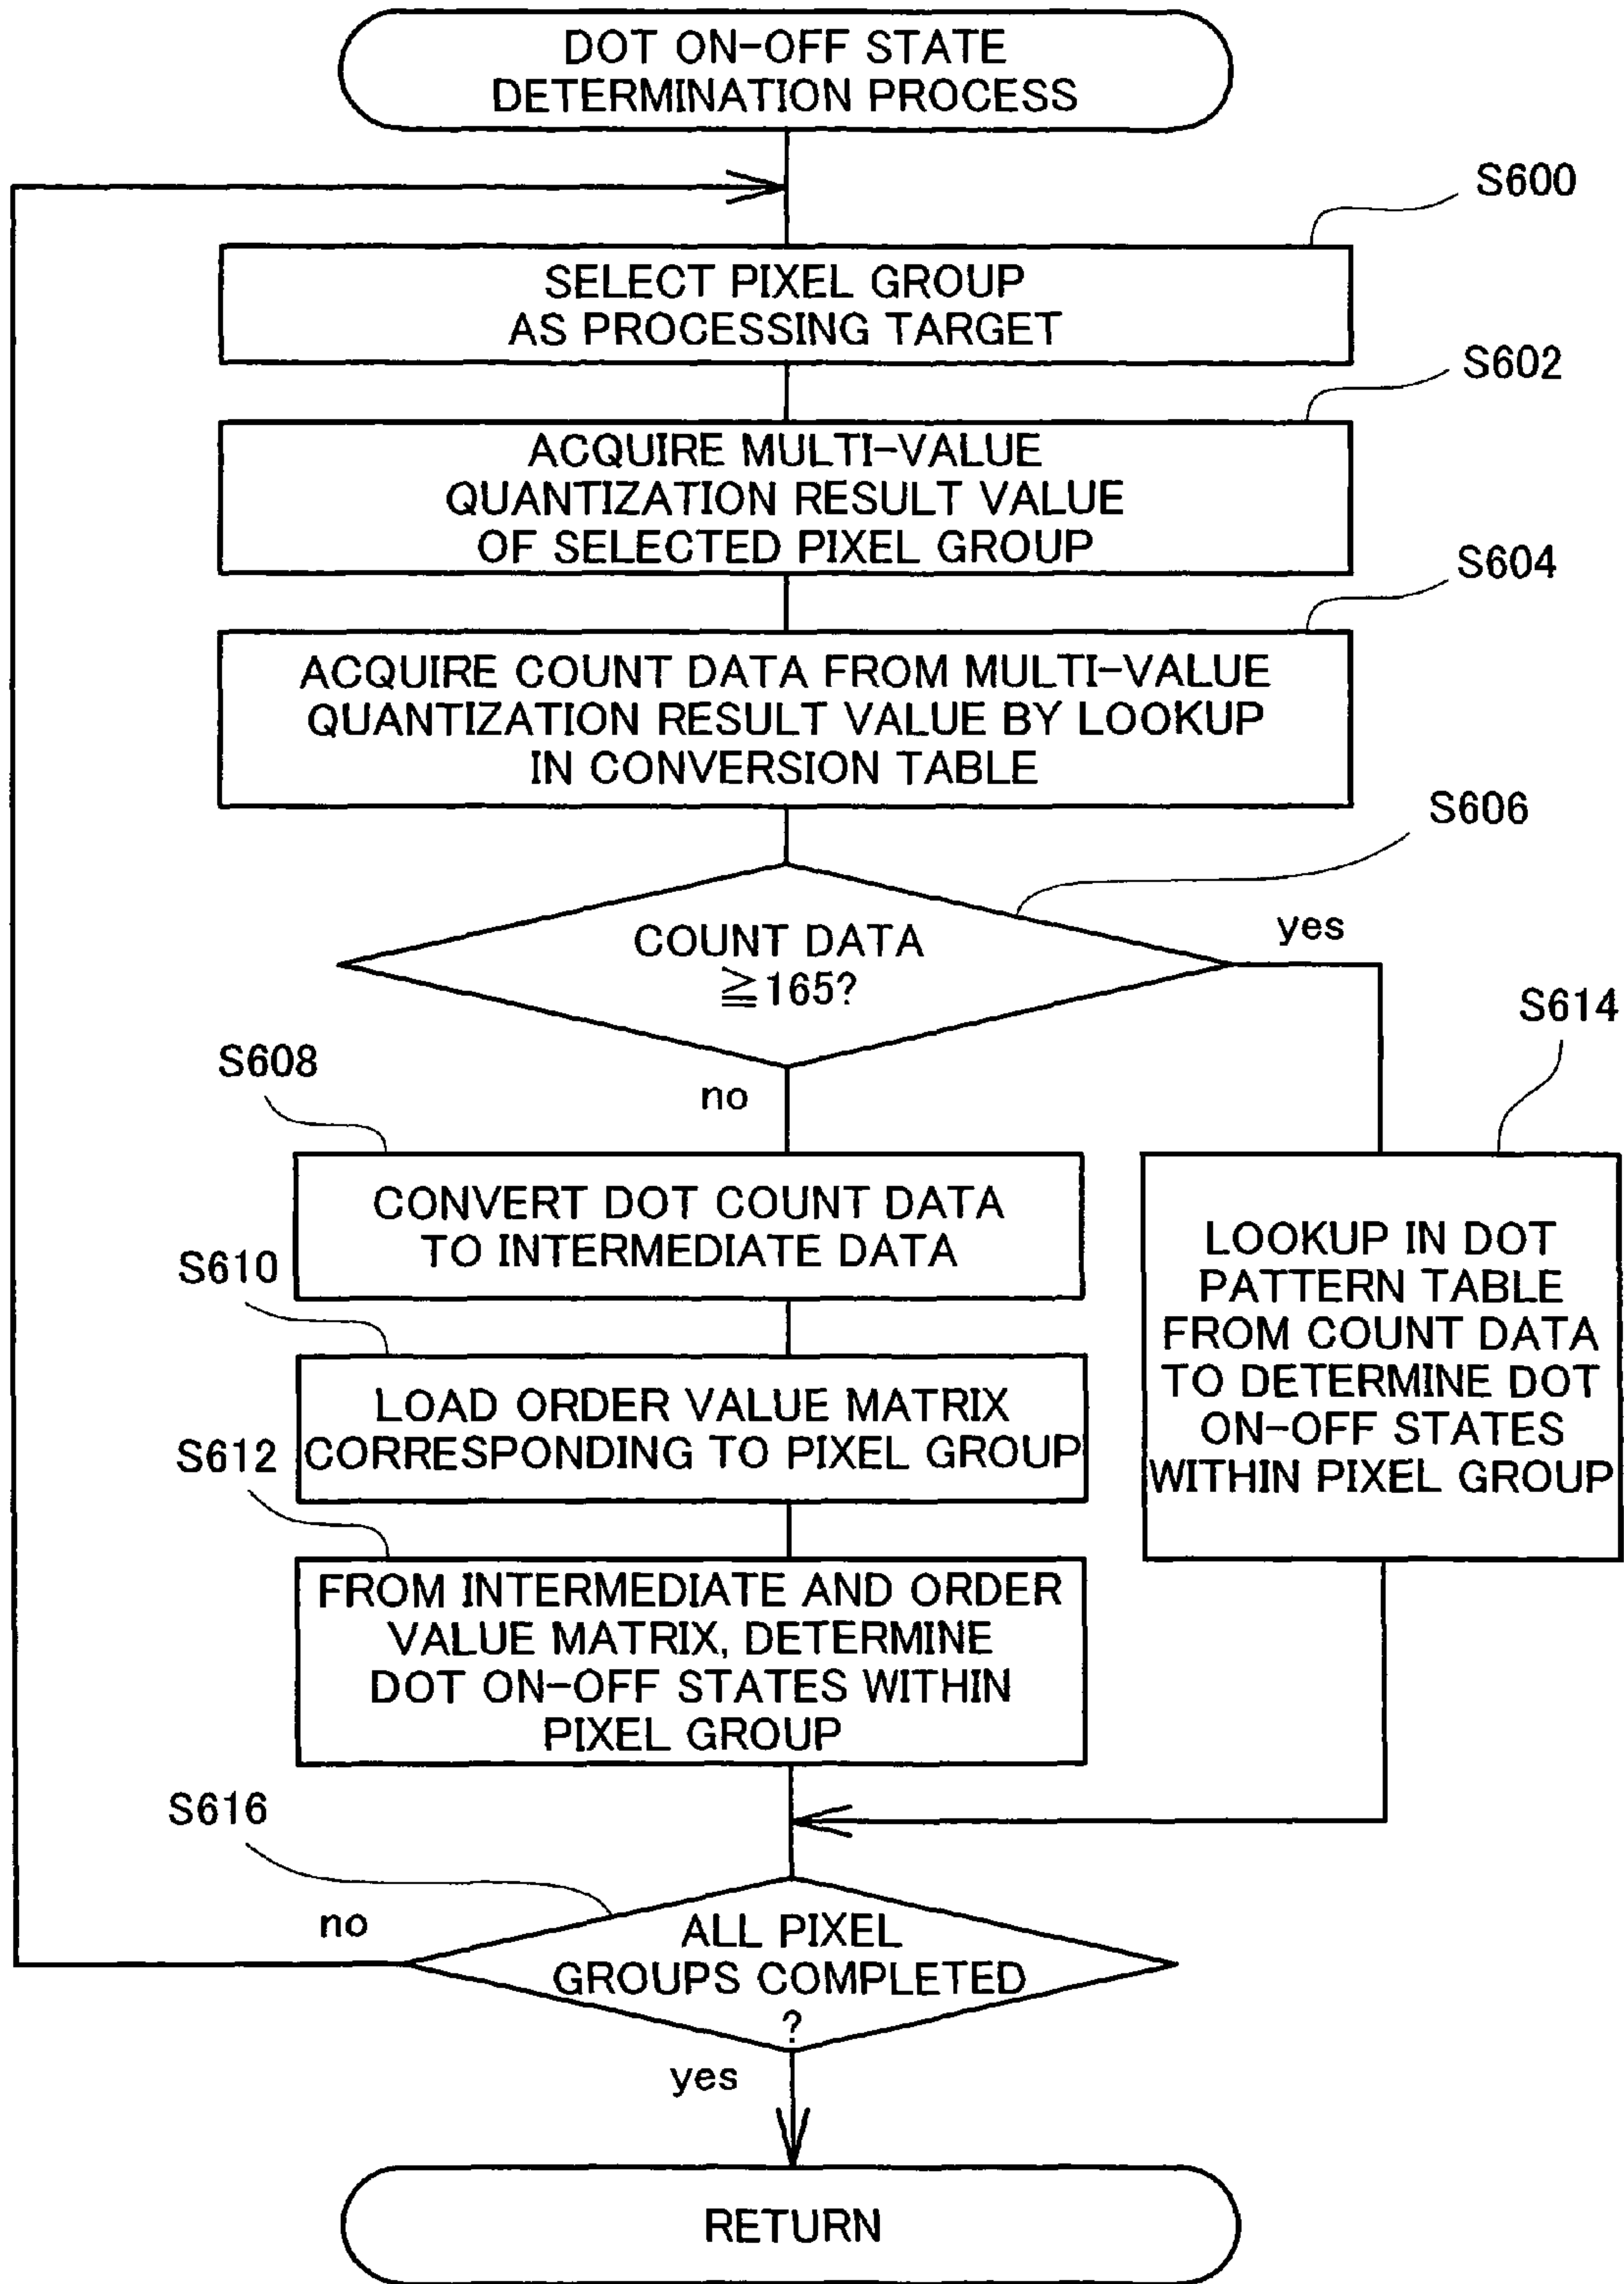 DOT ON-OFF STATE
DETERMINATION PROCESS
S600
SELECT PIXEL GROUP
AS PROCESSING TARGET
S602
ACQUIRE MULTI-VALUE
QUANTIZATION RESULT VALUE
OF SELECTED PIXEL GROUP
S604
ACQUIRE COUNT DATA FROM MULTI-VALUE
QUANTIZATION RESULT VALUE BY LOOKUP
IN CONVERSION TABLE
S606
COUNT DATA
≧165?
yes
no
S608
CONVERT DOT COUNT DATA
TO INTERMEDIATE DATA
S610
LOAD ORDER VALUE MATRIX
CORRESPONDING TO PIXEL GROUP
S612
FROM INTERMEDIATE AND ORDER
VALUE MATRIX, DETERMINE
DOT ON-OFF STATES WITHIN
PIXEL GROUP
S614
LOOKUP IN DOT
PATTERN TABLE
FROM COUNT DATA
TO DETERMINE DOT
ON-OFF STATES
WITHIN PIXEL GROUP
S616
ALL PIXEL
GROUPS COMPLETED
?
no
yes
RETURN